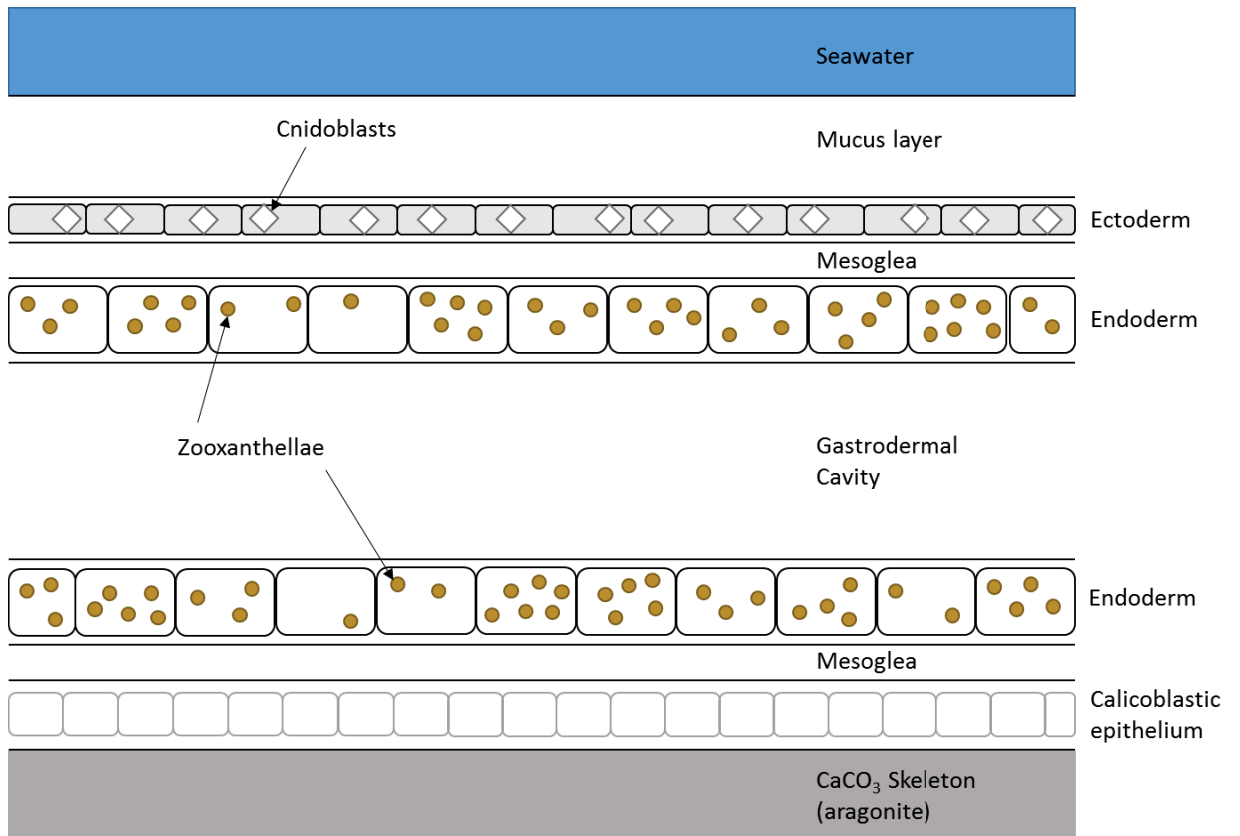 Seawater
Cnidoblasts
Mucus layer
Ectoderm
Mesoglea
Endoderm
Zooxanthellae
Gastrodermal
Cavity
Endoderm
Mesoglea
Calicoblastic
epithelium
CaCO₃ Skeleton
(aragonite)